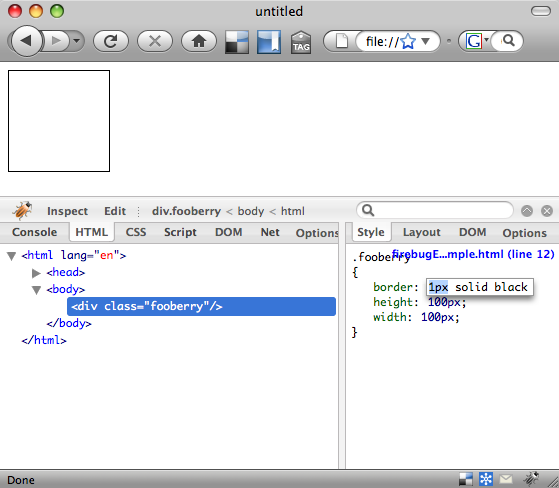 untitled
TAG
file://
G
Inspect Edit div.fooberry < body < html
Console HTML CSS Script DOM Net Options
<html lang="en">
<head>
<body>
<div class="fooberry"/>
</body>
</html>
Style Layout DOM Options
.fooberry firebugE...mple.html (line 12)
{
border: 1px solid black
height: 100px;
width: 100px;
}
Done